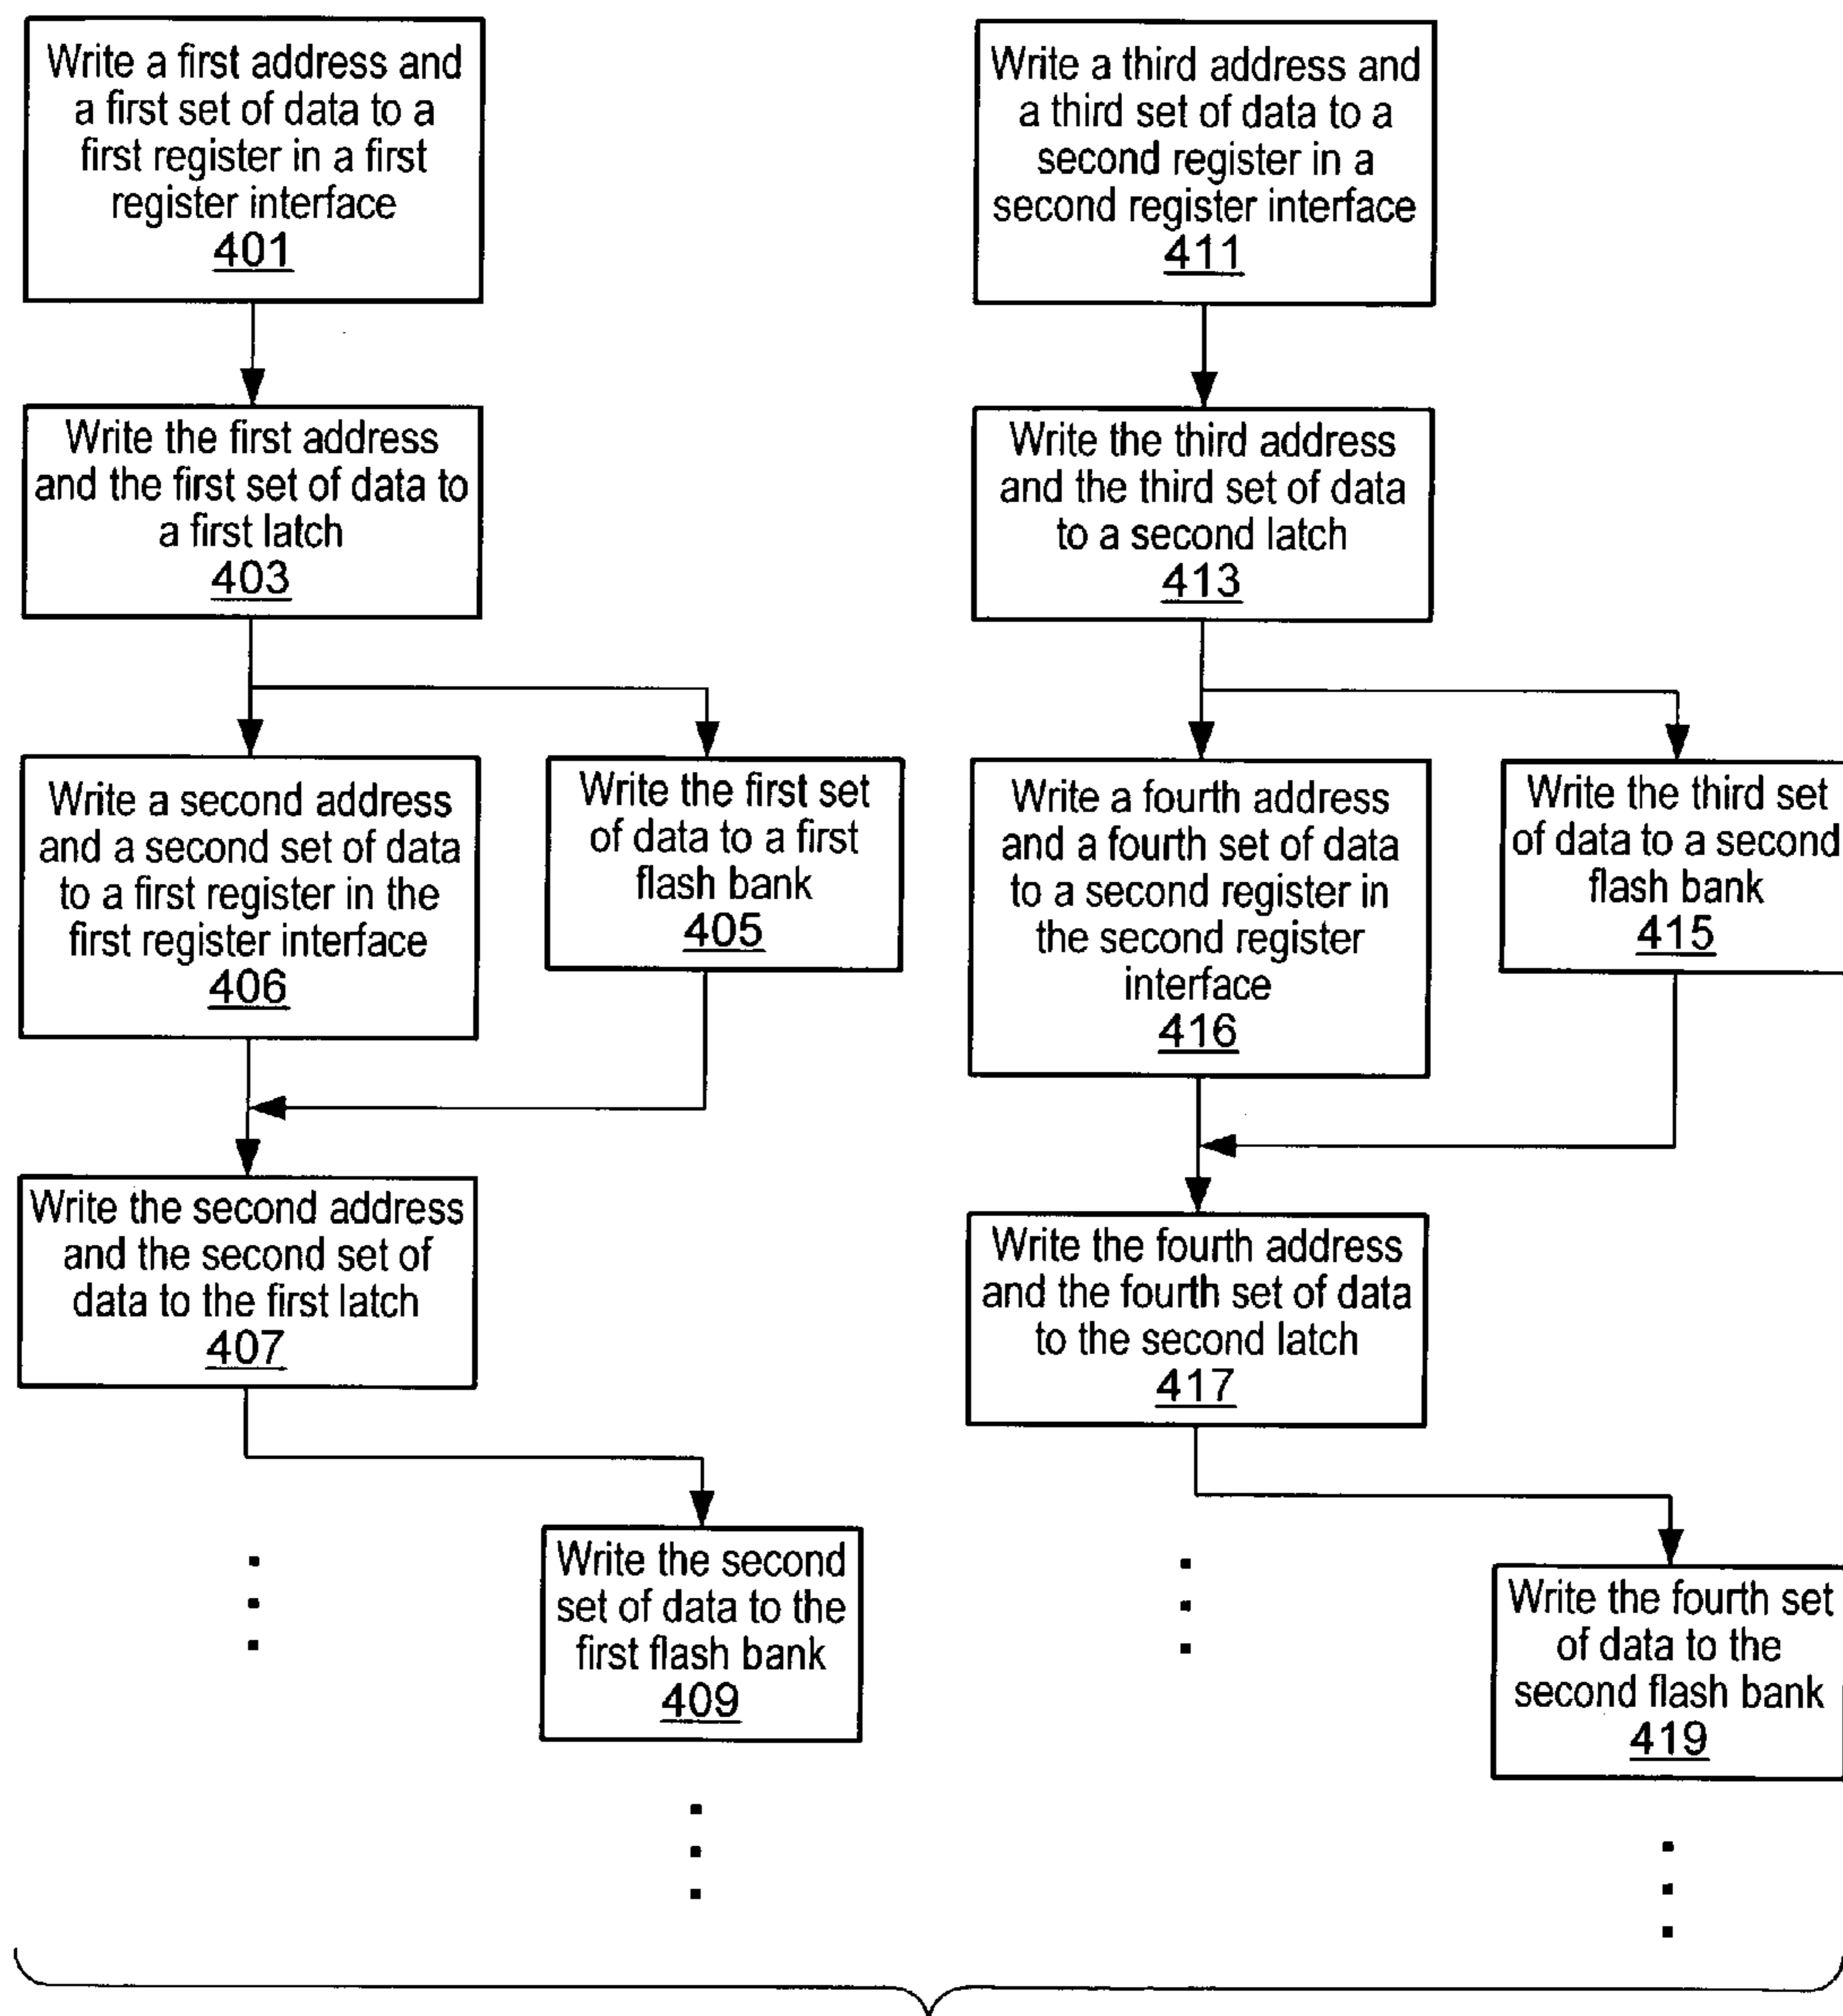 Write a first address and
a first set of data to a
first register in a first
register interface
401
Write the first address
and the first set of data to
a first latch
403
Write a second address
and a second set of data
to a first register in the
first register interface
406
Write the first set
of data to a first
flash bank
405
Write the second address
and the second set of
data to the first latch
407
Write the second
set of data to the
first flash bank
409
Write a third address and
a third set of data to a
second register in a
second register interface
411
Write the third address
and the third set of data
to a second latch
413
Write a fourth address
and a fourth set of data
to a second register in
the second register
interface
416
Write the third set
of data to a second
flash bank
415
Write the fourth address
and the fourth set of data
to the second latch
417
Write the fourth set
of data to the
second flash bank
419